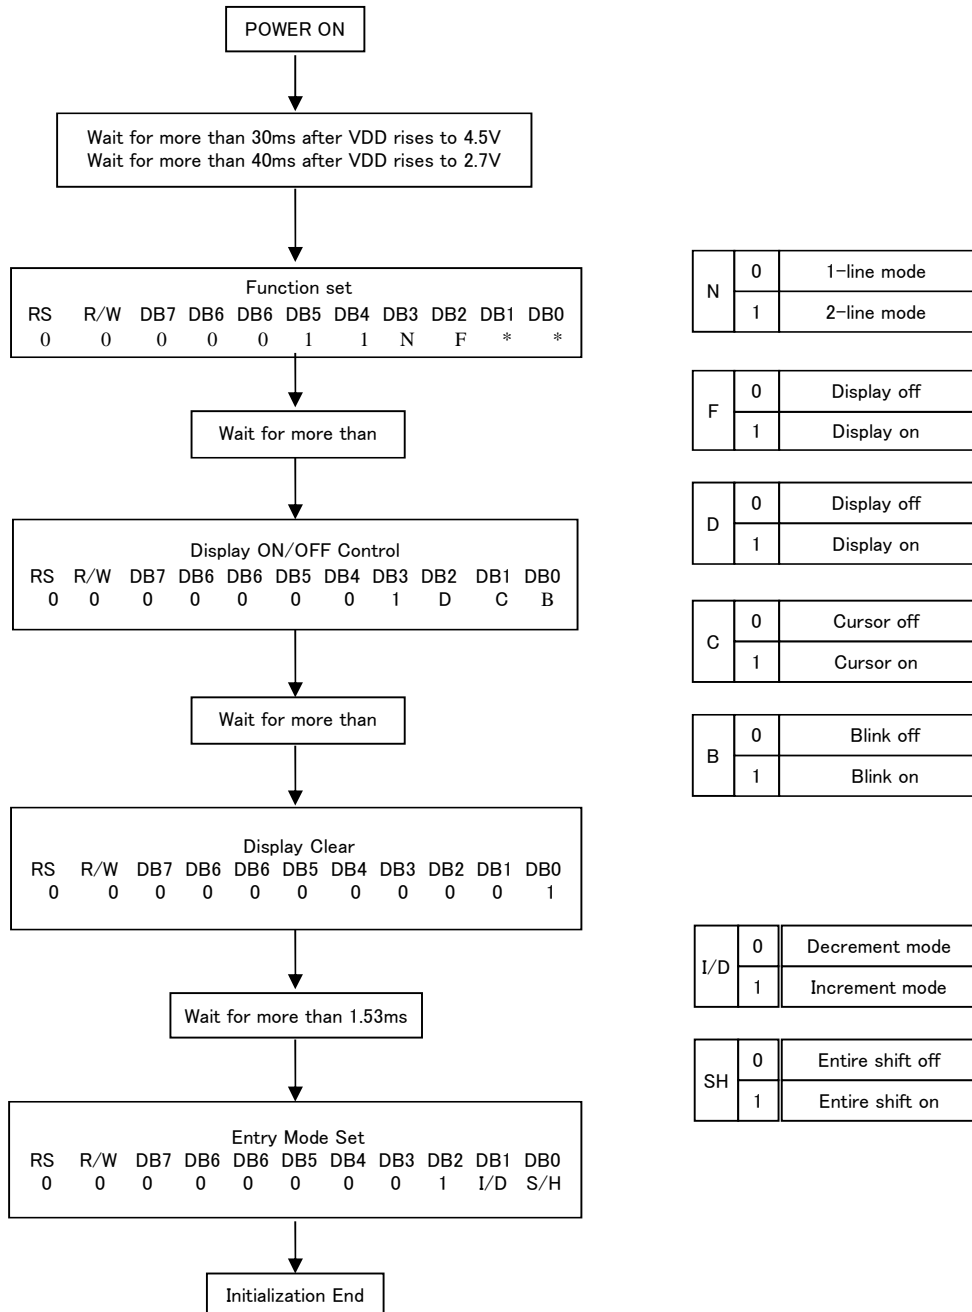 POWER ON
Wait for more than 30ms after VDD rises to 4.5V
Wait for more than 40ms after VDD rises to 2.7V
Function set
RS R/W DB7 DB6 DB6 DB5 DB4 DB3 DB2 DB1 DB0
0 0 0 0 0 1 1 N F * *
Wait for more than
Display ON/OFF Control
RS R/W DB7 DB6 DB6 DB5 DB4 DB3 DB2 DB1 DB0
0 0 0 0 0 0 0 1 D C B
Wait for more than
Display Clear
RS R/W DB7 DB6 DB6 DB5 DB4 DB3 DB2 DB1 DB0
0 0 0 0 0 0 0 0 0 0 1
Wait for more than 1.53ms
Entry Mode Set
RS R/W DB7 DB6 DB6 DB5 DB4 DB3 DB2 DB1 DB0
0 0 0 0 0 0 0 0 1 I/D S/H
Initialization End
N
0 1-line mode
1 2-line mode
F
0 Display off
1 Display on
D
0 Display off
1 Display on
C
0 Cursor off
1 Cursor on
B
0 Blink off
1 Blink on
I/D
0 Decrement mode
1 Increment mode
SH
0 Entire shift off
1 Entire shift on